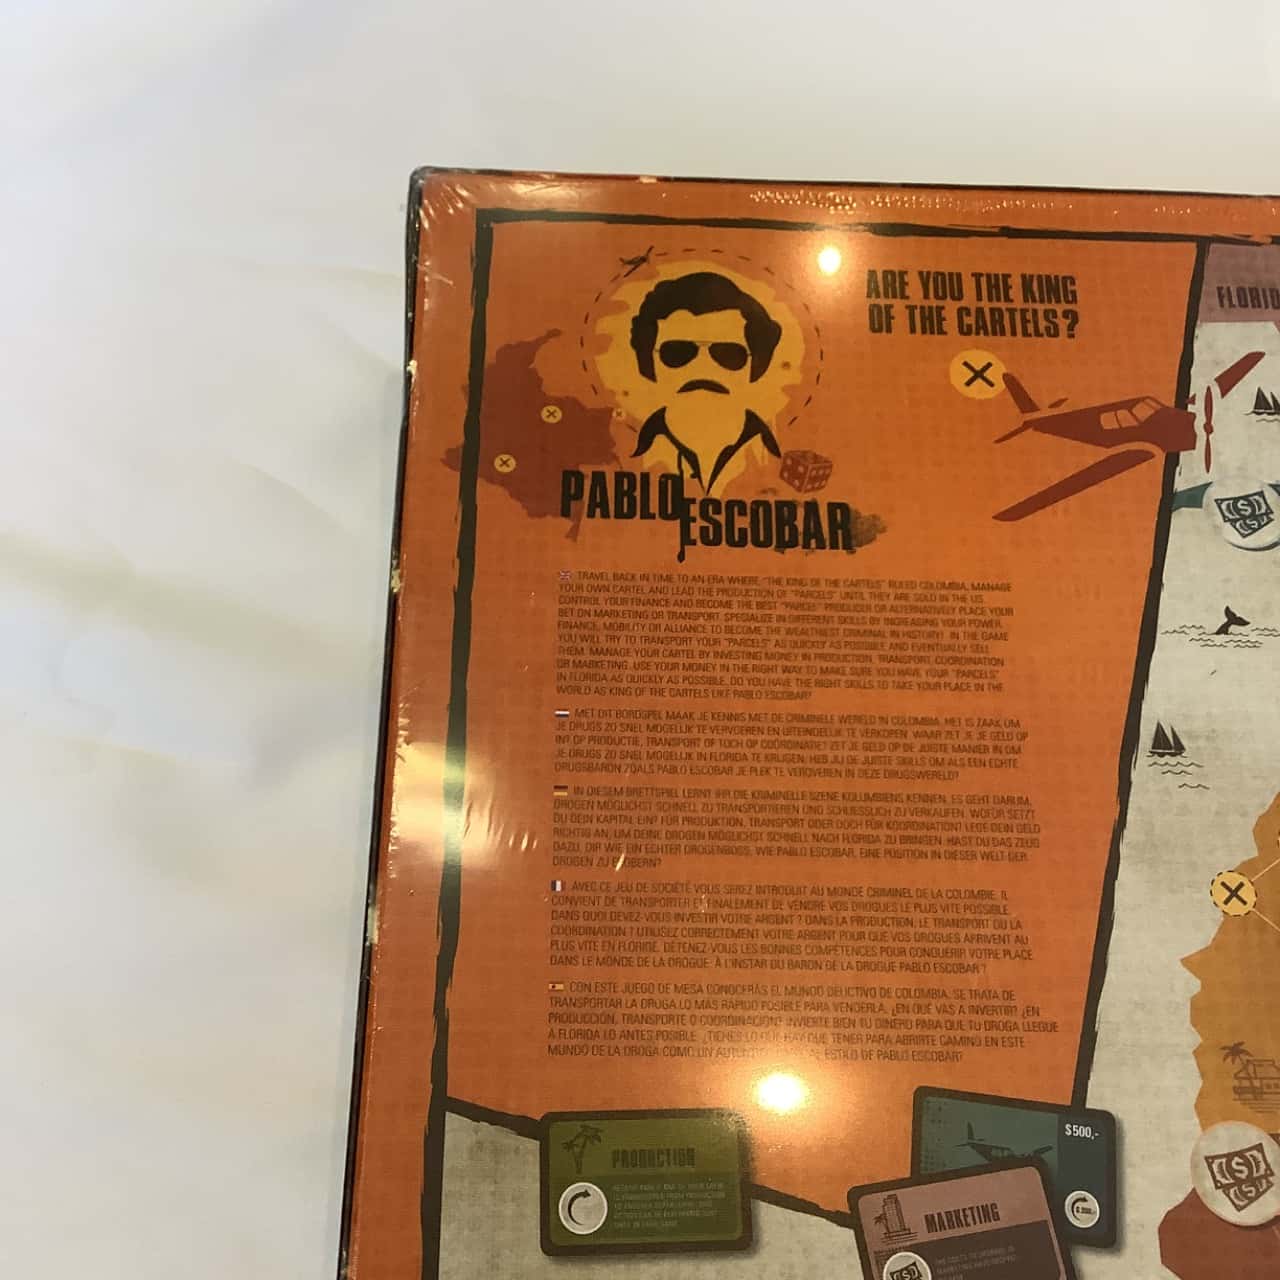 ARE YOU THE KING
OF THE CARTELS?
FLORID
PABLO
ESCOBAR
TRAVEL BACK IN TIME TO AN ERA WHERE "THE KING OF THE CARTELS" RULED COLOMBIA, MANAGE
YOUR OWN CARTEL AND LEAD THE PRODUCTION OF "PARCELS" UNTIL THEY ARE SOLD IN THE US.
CONTROL YOUR FINANCE AND BECOME THE BEST "PARCEL" PRODUCER OR ALTERNATIVELY PLACE YOUR
BET ON MARKETING OR TRANSPORT. SPECIALIZE IN DIFFERENT SKILLS BY INCREASING YOUR POWER,
FINANCE, MOBILITY OR ALLIANCE TO BECOME THE WEALTHIEST CRIMINAL IN HISTORY! IN THE GAME
YOU WILL TRY TO TRANSPORT YOUR "PARCELS" AS QUICKLY AS POSSIBLE AND EVENTUALLY SELL
THEM. MANAGE YOUR CARTEL BY INVESTING MONEY IN PRODUCTION, TRANSPORT, COORDINATION
OR MARKETING. USE YOUR MONEY IN THE RIGHT WAY TO MAKE SURE YOU HAVE YOUR "PARCELS"
IN FLORIDA AS QUICKLY AS POSSIBLE. DO YOU HAVE THE RIGHT SKILLS TO TAKE YOUR PLACE IN THE
WORLD AS KING OF THE CARTELS LIKE PABLO ESCOBAR?
MET DIT BORDSPEL MAAK JE KENNIS MET DE CRIMINELE WERELD IN COLOMBIA. HET IS ZAAK OM
JE DRUGS ZO SNEL MOGELIJK TE VERVOEREN EN UITEINDELIJK TE VERKOPEN. WAAR ZET JE JE GELD OP
IN? OP PRODUCTIE, TRANSPORT OF TOCH OP COÖRDINATIE? ZET JE GELD OP DE JUISTE MANIER IN OM
JE DRUGS ZO SNEL MOGELIJK IN FLORIDA TE KRIJGEN. HEB JIJ DE JUISTE SKILLS OM ALS EEN ECHTE
DRUGSBARON ZOALS PABLO ESCOBAR JE PLEK TE VEROVEREN IN DEZE DRUGSWERELD?
IN DIESEM BRETTSPIEL LERNT IHR DIE KRIMINELLE SZENE KOLUMBIENS KENNEN. ES GEHT DARUM,
DROGEN MÖGLICHST SCHNELL ZU TRANSPORTIEREN UND SCHLIESSLICH ZU VERKAUFEN. WOFÜR SETZT
DU DEIN KAPITAL EIN? FÜR PRODUKTION, TRANSPORT ODER DOCH FÜR KOORDINATION? LEGE DEIN GELD
RICHTIG AN, UM DEINE DROGEN MÖGLICHST SCHNELL NACH FLORIDA ZU BRINGEN. HAST DU DAS ZEUG
DAZU, DIR WIE EIN ECHTER DROGENBOSS, WIE PABLO ESCOBAR, EINE POSITION IN DIESER WELT DER
DROGEN ZU EROBERN?
AVEC CE JEU DE SOCIÉTÉ VOUS SEREZ INTRODUIT AU MONDE CRIMINEL DE LA COLOMBIE. IL
CONVIENT DE TRANSPORTER ET FINALEMENT DE VENDRE VOS DROGUES LE PLUS VITE POSSIBLE.
DANS QUOI DEVEZ-VOUS INVESTIR VOTRE ARGENT ? DANS LA PRODUCTION, LE TRANSPORT OU LA
COORDINATION ? UTILISEZ CORRECTEMENT VOTRE ARGENT POUR QUE VOS DROGUES ARRIVENT AU
PLUS VITE EN FLORIDE. DÉTENEZ-VOUS LES BONNES COMPÉTENCES POUR CONQUÉRIR VOTRE PLACE
DANS LE MONDE DE LA DROGUE, À L'INSTAR DU BARON DE LA DROGUE PABLO ESCOBAR ?
CON ESTE JUEGO DE MESA CONOCERÁS EL MUNDO DELICTIVO DE COLOMBIA. SE TRATA DE
TRANSPORTAR LA DROGA LO MÁS RÁPIDO POSIBLE PARA VENDERLA. ¿EN QUÉ VAS A INVERTIR? ¿EN
PRODUCCIÓN, TRANSPORTE O COORDINACIÓN? INVIERTE BIEN TU DINERO PARA QUE TU DROGA LLEGUE
A FLORIDA LO ANTES POSIBLE. ¿TIENES LO QUE HAY QUE TENER PARA ABRIRTE CAMINO EN ESTE
MUNDO DE LA DROGA COMO UN AL ESTILO DE PABLO ESCOBAR?
PRODUCTION
$500,-
MARKETING